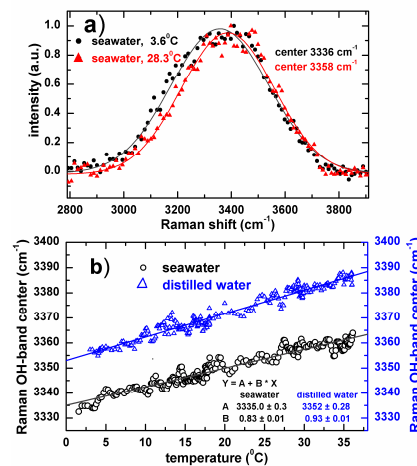 a)
seawater, 3.6⁰C
seawater, 28.3⁰C
center 3336 cm⁻¹
center 3358 cm⁻¹
intensity (a.u.)
1.0
0.8
0.6
0.4
0.2
0.0
2800 3000 3200 3400 3600 3800
Raman shift (cm⁻¹)
b)
seawater
distilled water
Raman OH-band center (cm⁻¹)
3400
3390
3380
3370
3360
3350
3340
3330
Y = A + B * X
seawater distilled water
A 3335.0 ± 0.3 3352 ± 0.28
B 0.83 ± 0.01 0.93 ± 0.01
0 5 10 15 20 25 30 35
temperature (⁰C)
3400
3390
3380
3370
3360
3350
3340
3330
Raman OH-band center (cm⁻¹)